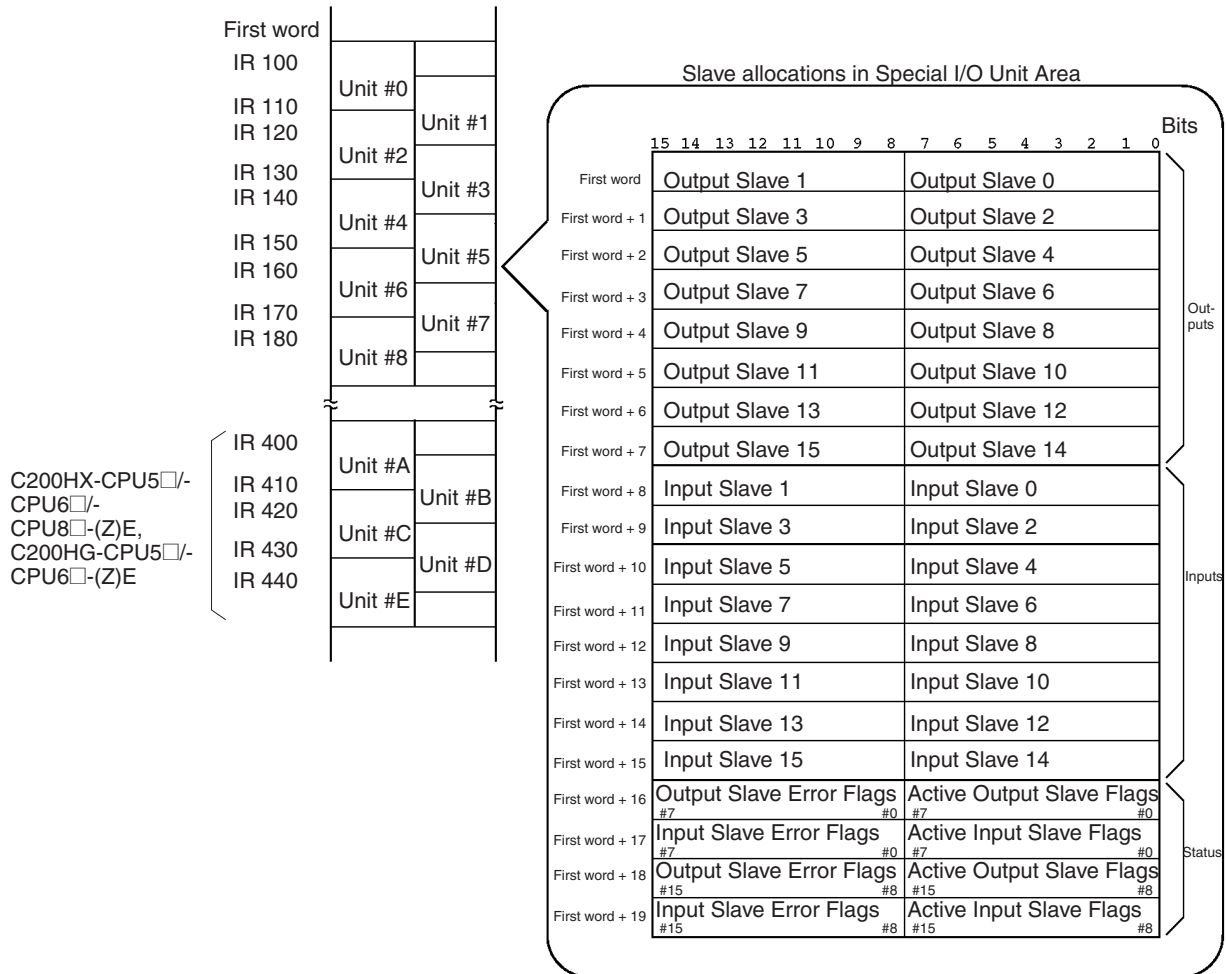 First word
IR 100
IR 110
IR 120
IR 130
IR 140
IR 150
IR 160
IR 170
IR 180
Unit #0
Unit #1
Unit #2
Unit #3
Unit #4
Unit #5
Unit #6
Unit #7
Unit #8
C200HX-CPU5□/-
CPU6□/-
CPU8□-(Z)E,
C200HG-CPU5□/-
CPU6□-(Z)E
IR 400
IR 410
IR 420
IR 430
IR 440
Unit #A
Unit #B
Unit #C
Unit #D
Unit #E
Slave allocations in Special I/O Unit Area
Bits
15 14 13 12 11 10 9 8 7 6 5 4 3 2 1 0
First word Output Slave 1 Output Slave 0
First word + 1 Output Slave 3 Output Slave 2
First word + 2 Output Slave 5 Output Slave 4
First word + 3 Output Slave 7 Output Slave 6
First word + 4 Output Slave 9 Output Slave 8
First word + 5 Output Slave 11 Output Slave 10
First word + 6 Output Slave 13 Output Slave 12
First word + 7 Output Slave 15 Output Slave 14
Out-
puts
First word + 8 Input Slave 1 Input Slave 0
First word + 9 Input Slave 3 Input Slave 2
First word + 10 Input Slave 5 Input Slave 4
First word + 11 Input Slave 7 Input Slave 6
First word + 12 Input Slave 9 Input Slave 8
First word + 13 Input Slave 11 Input Slave 10
First word + 14 Input Slave 13 Input Slave 12
First word + 15 Input Slave 15 Input Slave 14
Inputs
First word + 16 Output Slave Error Flags Active Output Slave Flags
#7 #0 #7 #0
First word + 17 Input Slave Error Flags Active Input Slave Flags
#7 #0 #7 #0
First word + 18 Output Slave Error Flags Active Output Slave Flags
#15 #8 #15 #8
First word + 19 Input Slave Error Flags Active Input Slave Flags
#15 #8 #15 #8
Status